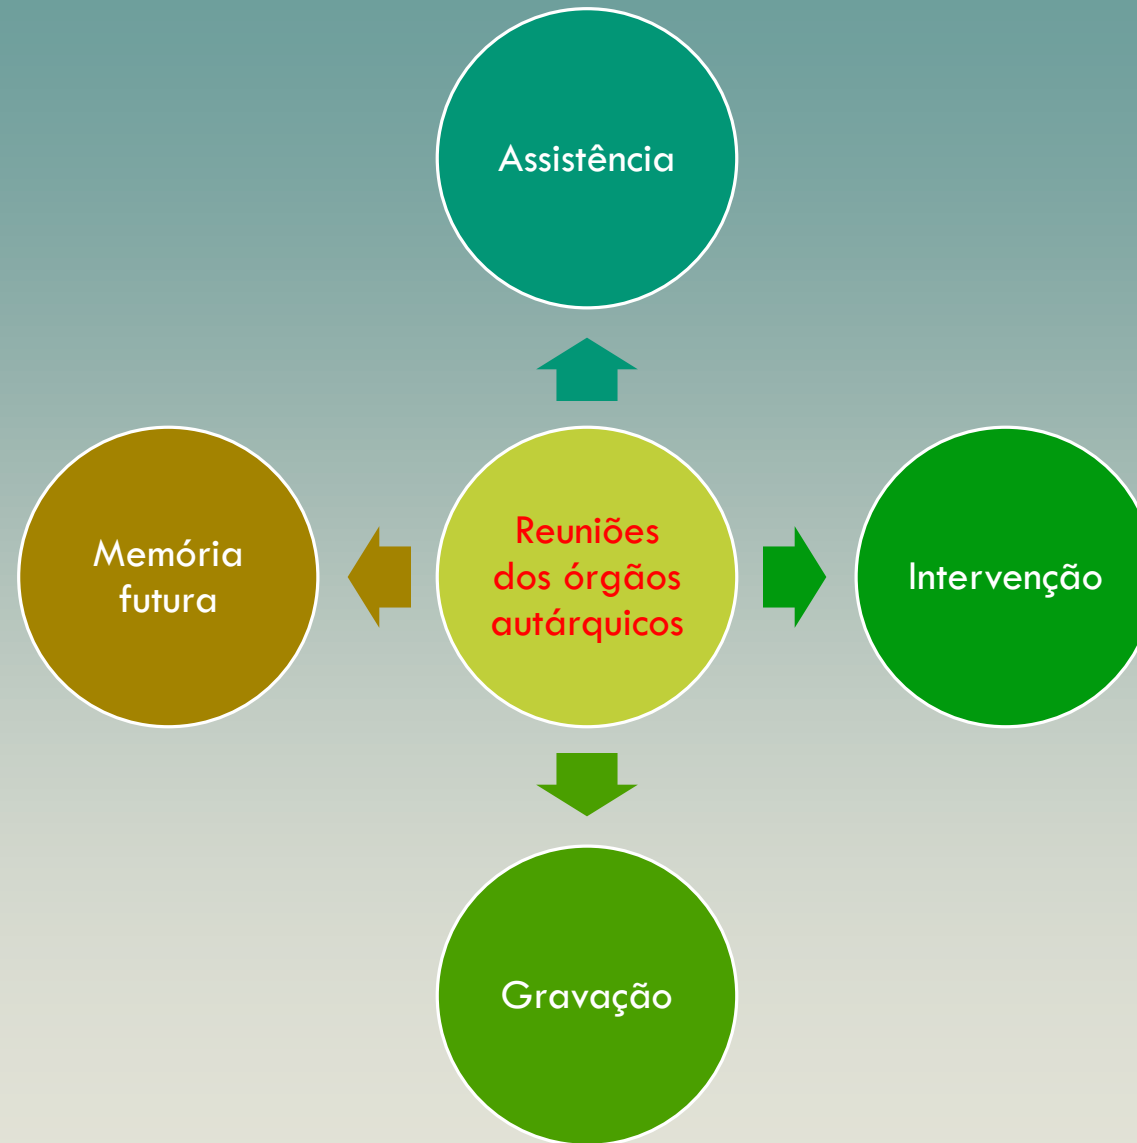 Assistência
Memória
futura
Reuniões
dos órgãos
autárquicos
Intervenção
Gravação